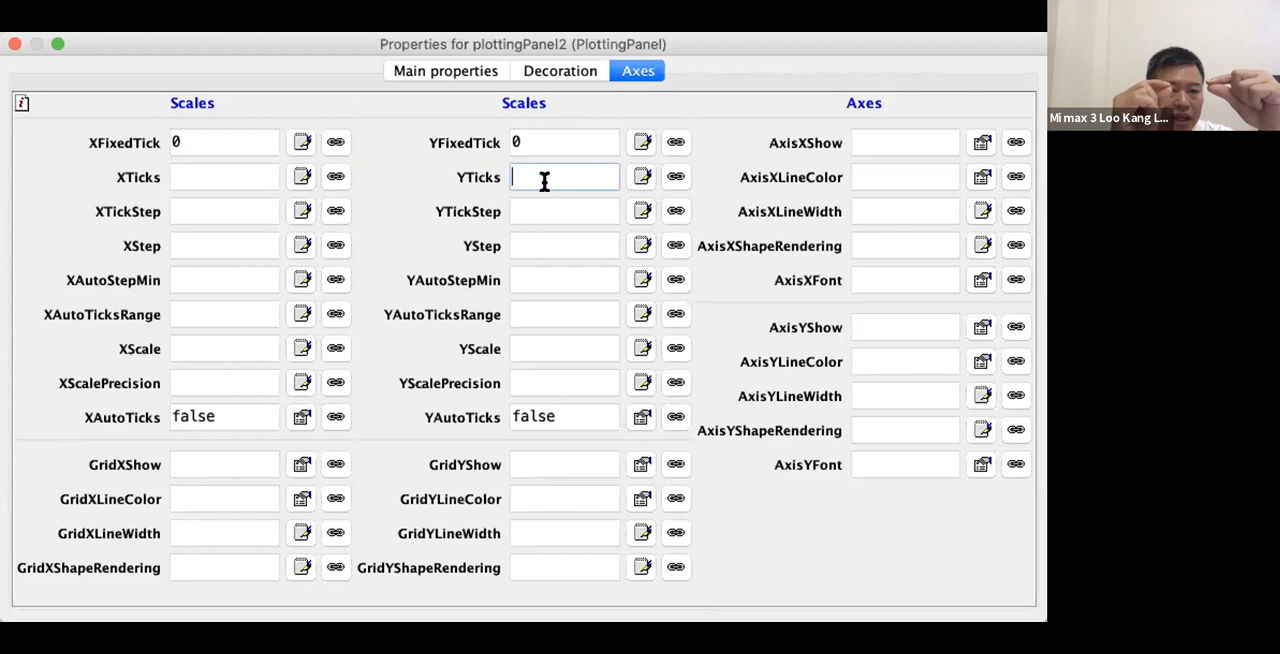 Properties for plottingPanel2 (PlottingPanel)
Main properties
Decoration
Axes
Scales
XFixedTick 0
XTicks
XTickStep
XStep
XAutoStepMin
XAutoTicksRange
XScale
XScalePrecision
XAutoTicks false
GridXShow
GridXLineColor
GridXLineWidth
GridXShapeRendering
Scales
YFixedTick 0
YTicks
YTickStep
YStep
YAutoStepMin
YAutoTicksRange
YScale
YScalePrecision
YAutoTicks false
GridYShow
GridYLineColor
GridYLineWidth
GridYShapeRendering
Axes
AxisXShow
AxisXLineColor
AxisXLineWidth
AxisXShapeRendering
AxisXFont
AxisYShow
AxisYLineColor
AxisYLineWidth
AxisYShapeRendering
AxisYFont
Mi max 3 Loo Kang L...